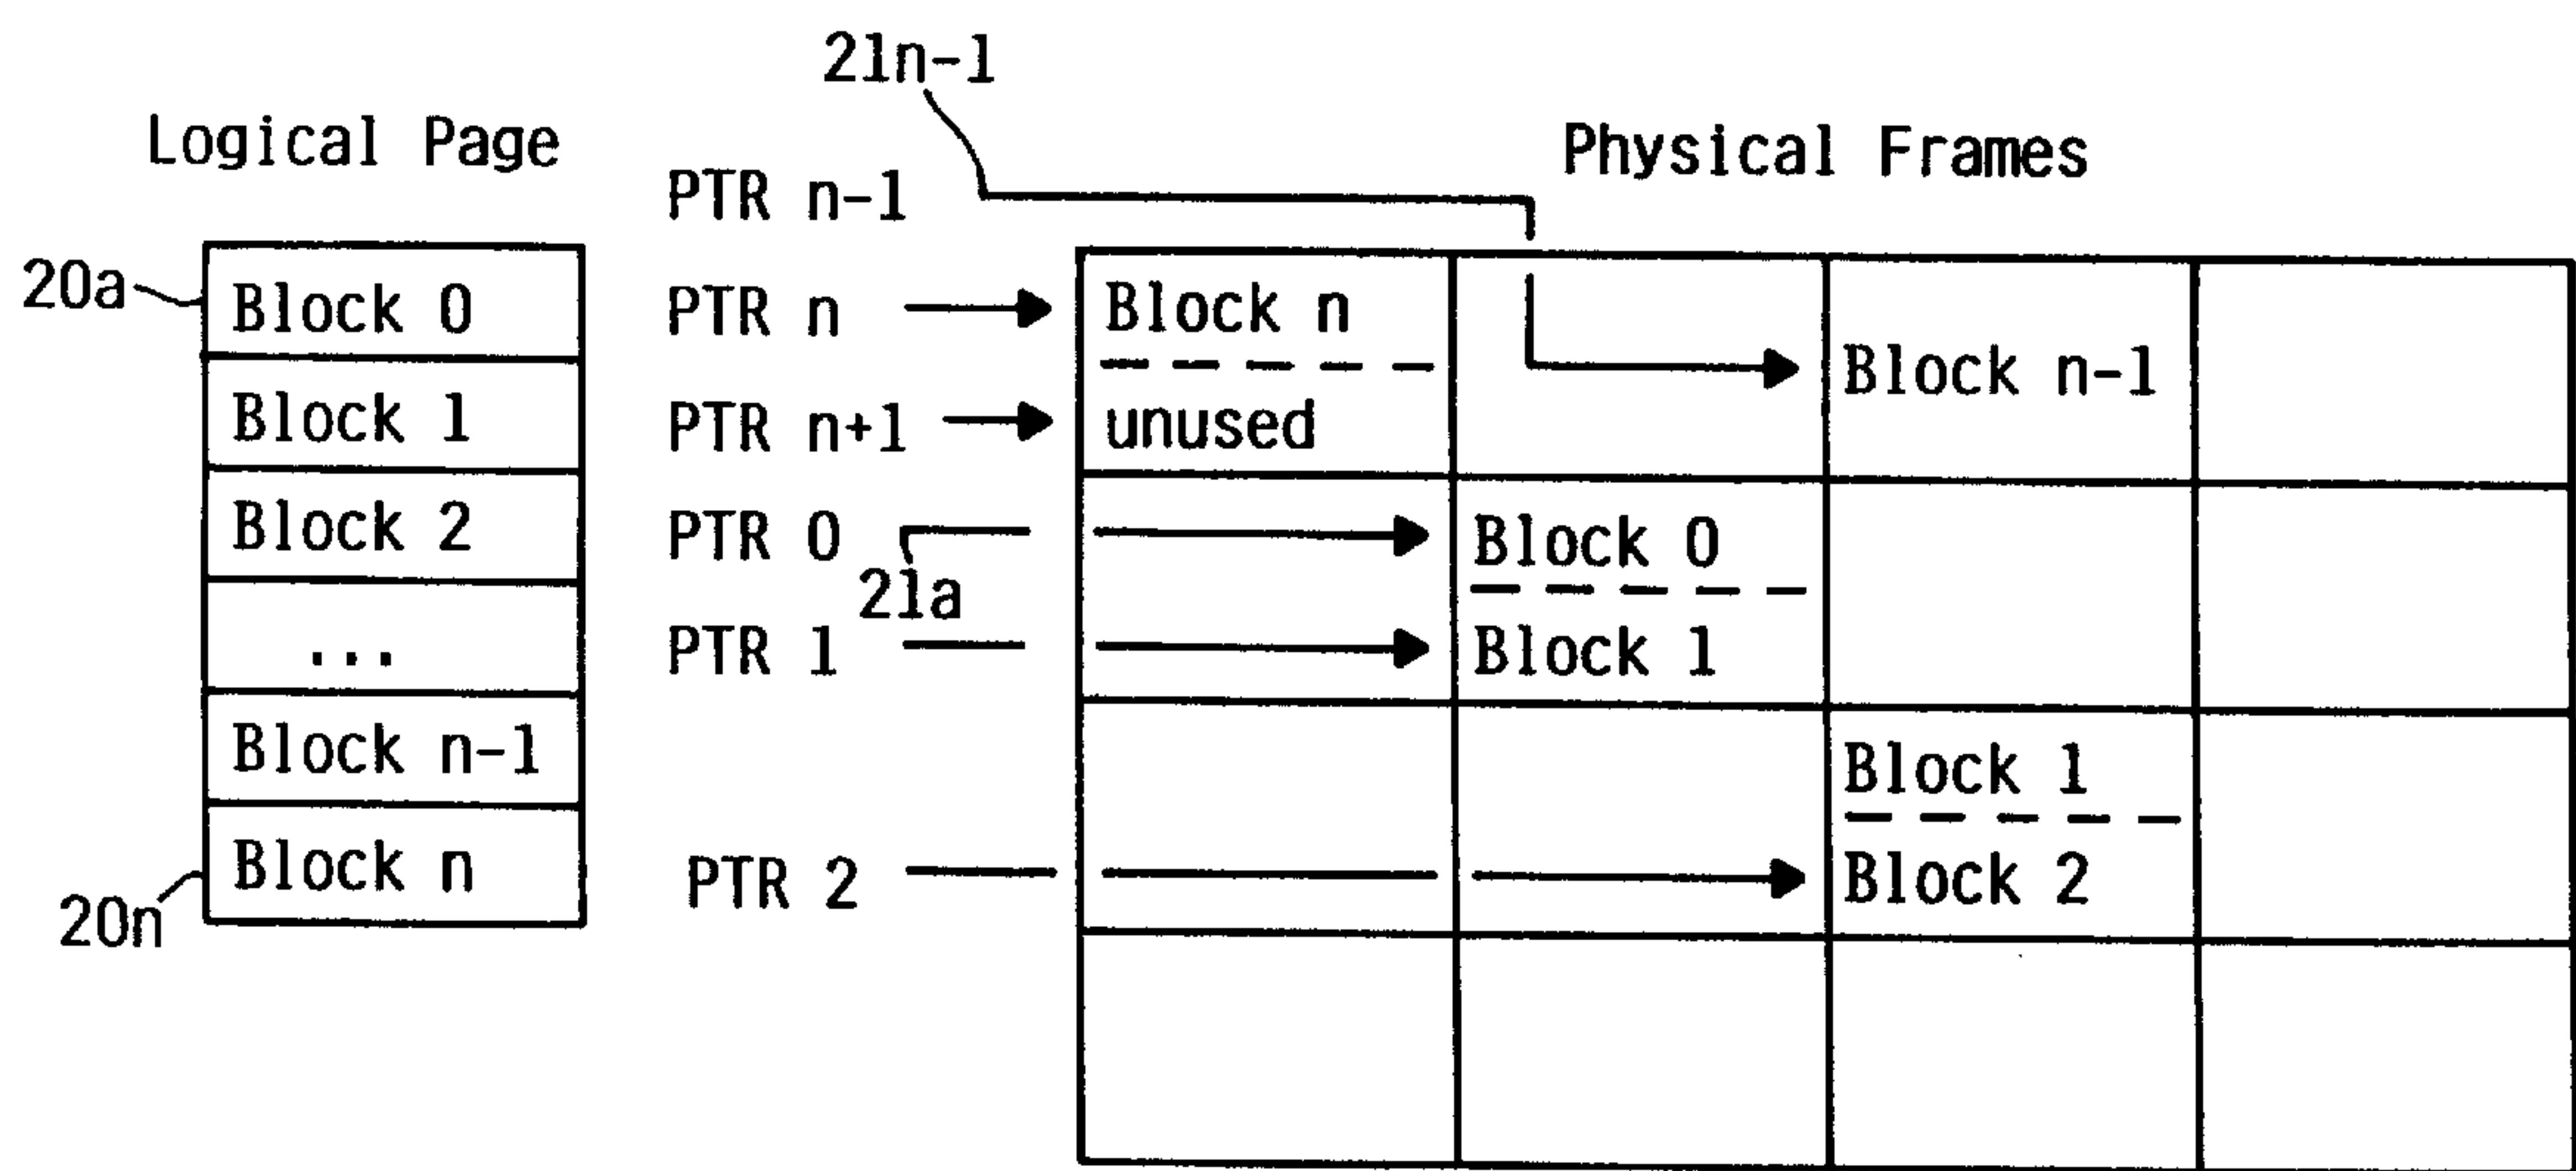 21n-1
Logical Page
Physical Frames
PTR n-1
20a
Block 0
PTR n
Block n
Block n-1
Block 1
PTR n+1
unused
Block 2
PTR 0
Block 0
21a
...
PTR 1
Block 1
Block n-1
Block 1
Block n
PTR 2
Block 2
20n